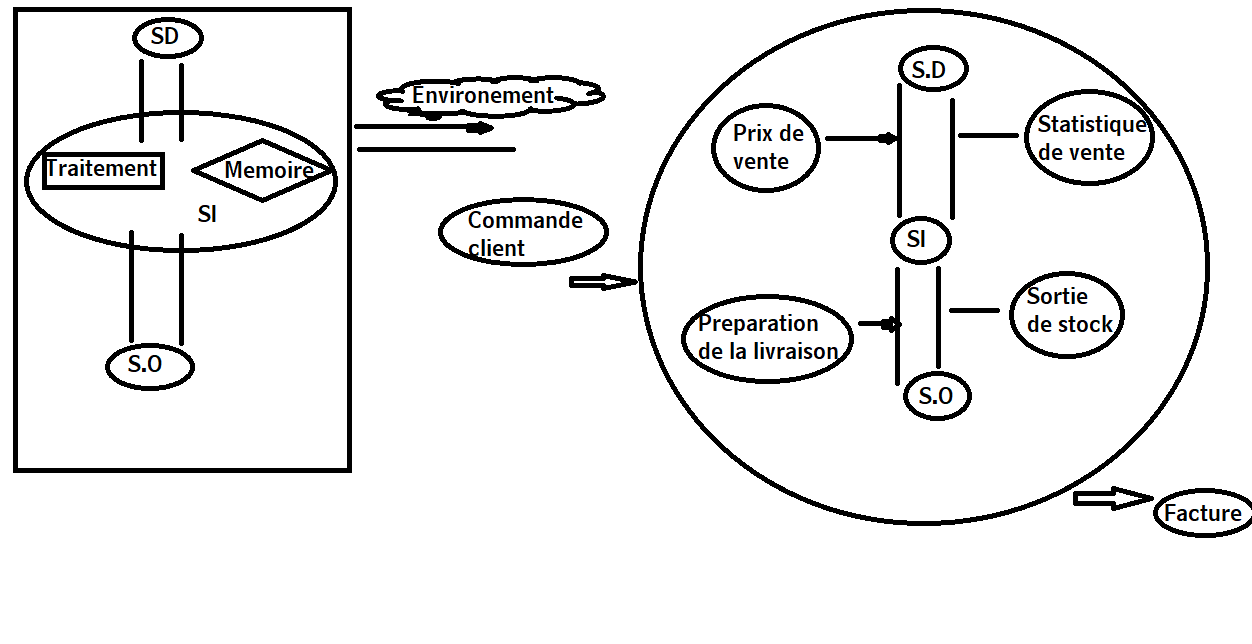 SD
Traitement
Memoire
SI
S.O
Environement
Commande
client
S.D
Prix de
vente
Statistique
de vente
SI
Preparation
de la livraison
Sortie
de stock
S.O
Facture